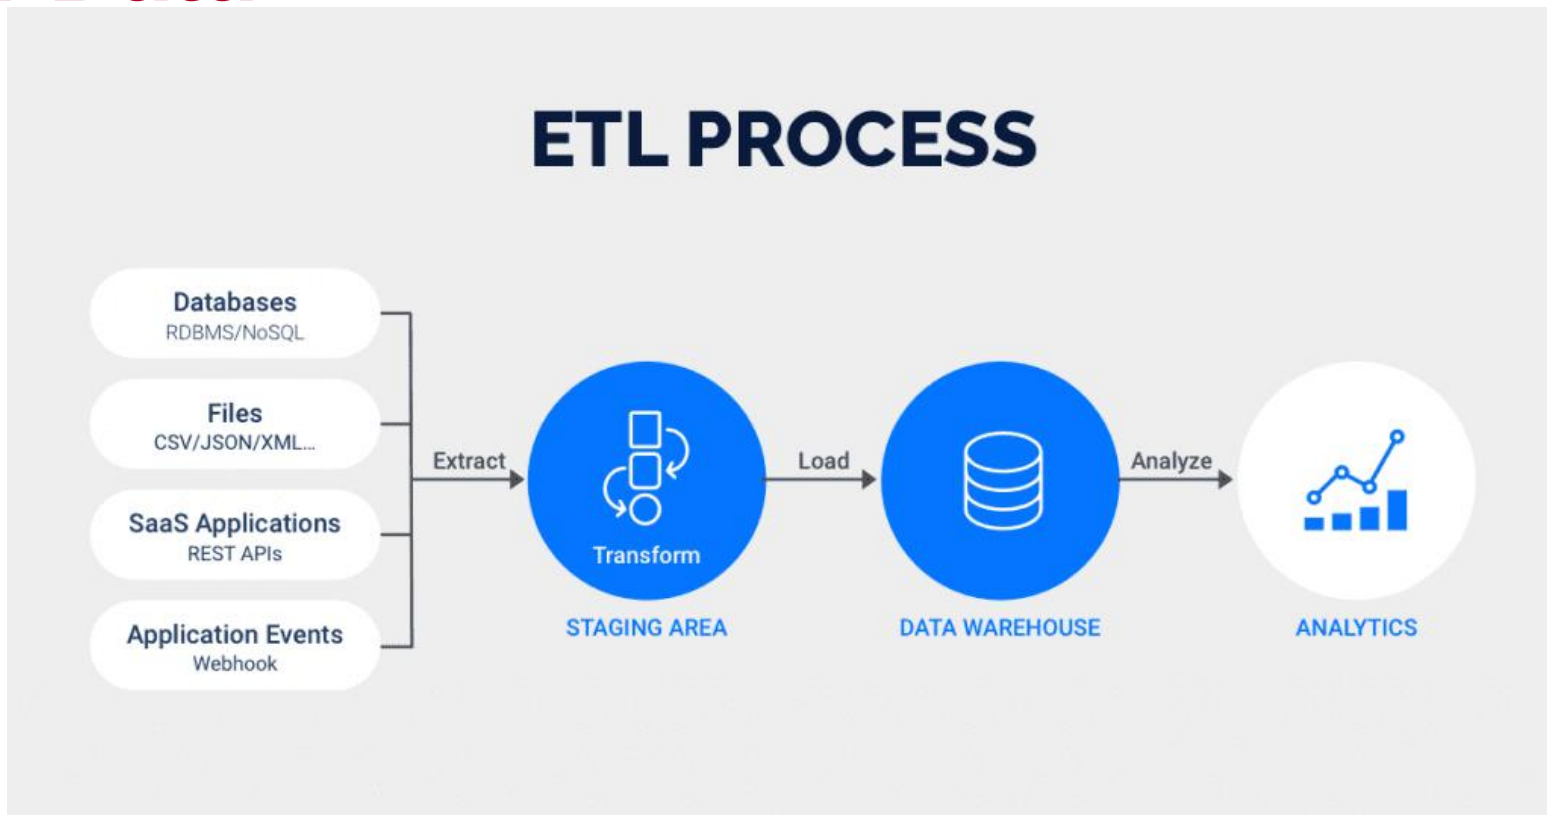 ETL PROCESS
Databases
RDBMS/NoSQL
Files
CSV/JSON/XML...
SaaS Applications
REST APIs
Application Events
Webhook
Extract
Transform
STAGING AREA
Load
DATA WAREHOUSE
Analyze
ANALYTICS